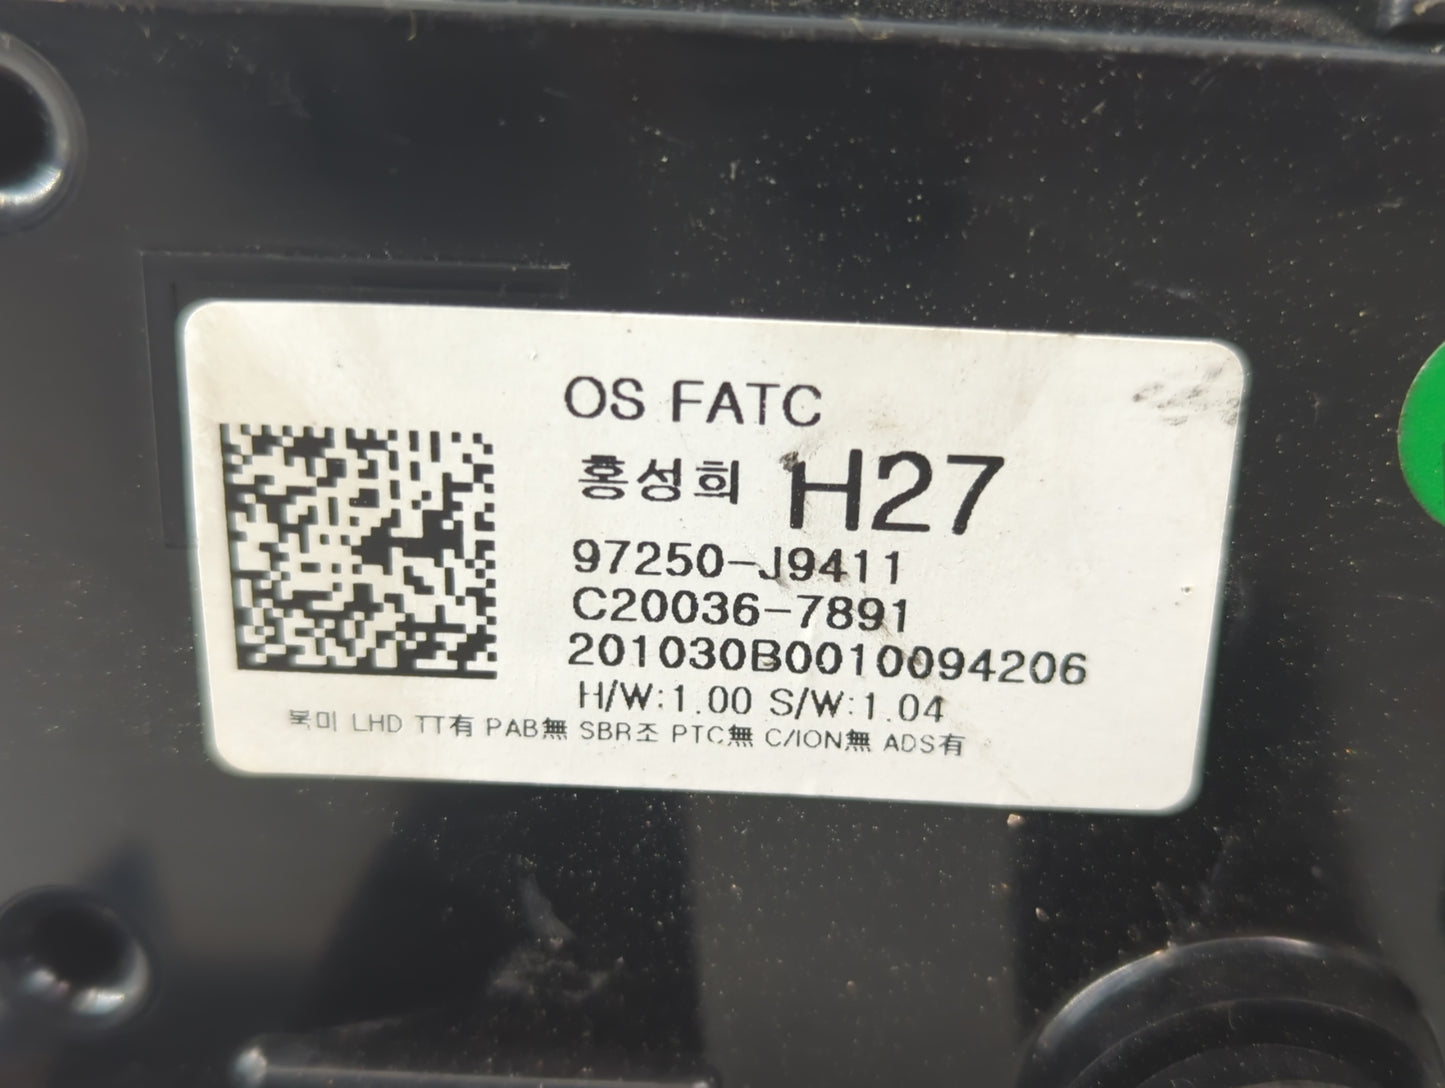 OS FATC
홍성희 H27
97250-J9411
C20036-7891
201030B0010094206
H/W:1.00 S/W:1.04
북미 LHD TT有 PAB無 SBR조 PTC無 C/ION無 ADS有